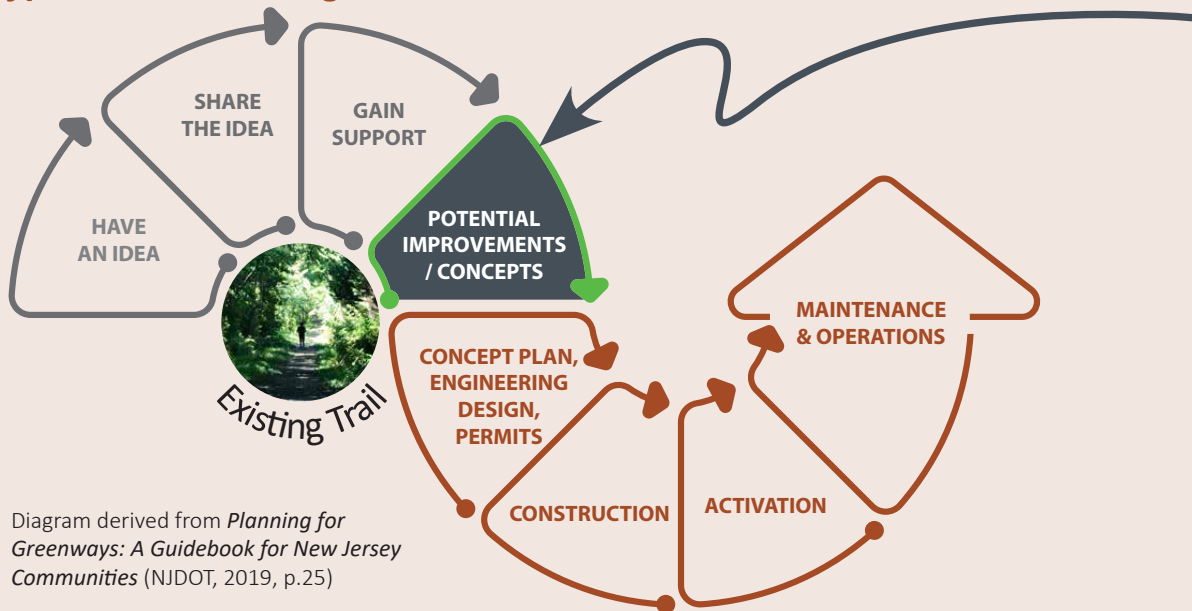 HAVE
AN IDEA
SHARE
THE IDEA
GAIN
SUPPORT
POTENTIAL
IMPROVEMENTS
/ CONCEPTS
Existing Trail
CONCEPT PLAN,
ENGINEERING
DESIGN,
PERMITS
CONSTRUCTION
ACTIVATION
MAINTENANCE
& OPERATIONS
Diagram derived from Planning for
Greenways: A Guidebook for New Jersey
Communities (NJDOT, 2019, p.25)